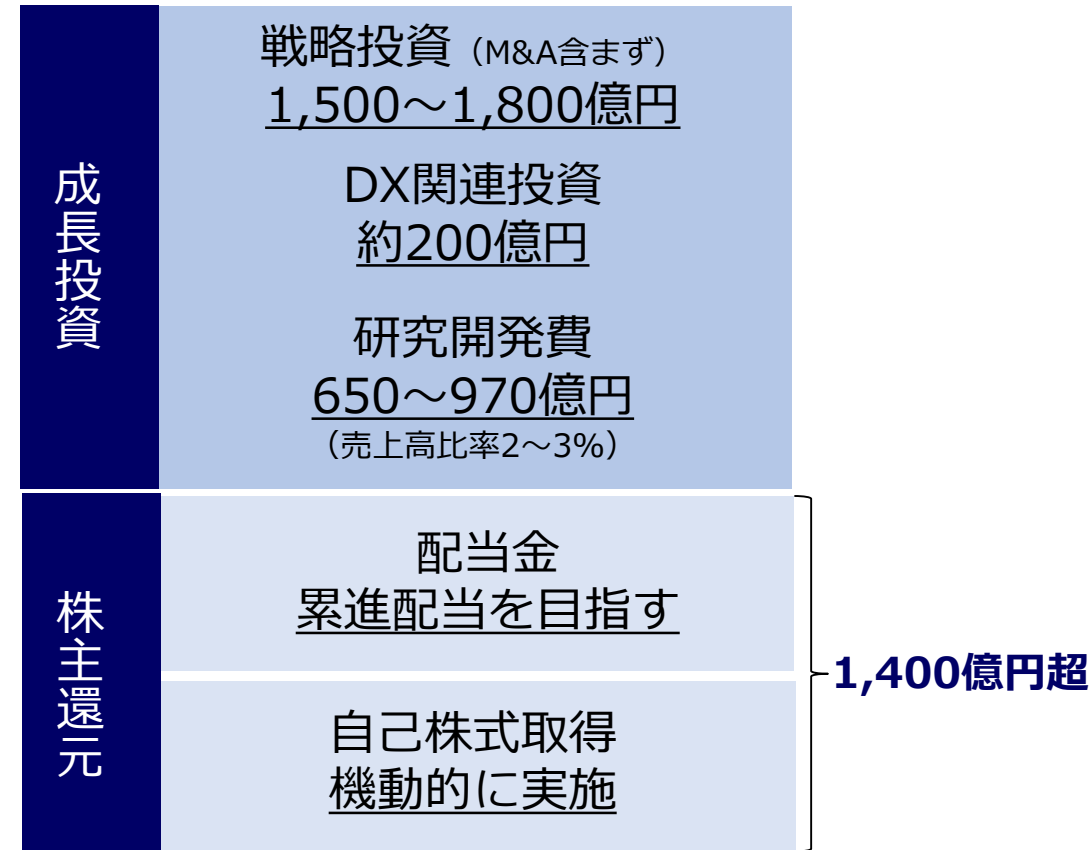 成長投資
戦略投資（M&A含まず）
1,500～1,800億円
DX関連投資
約200億円
研究開発費
650～970億円
（売上高比率2～3%）
株主還元
配当金
累進配当を目指す
自己株式取得
機動的に実施
1,400億円超